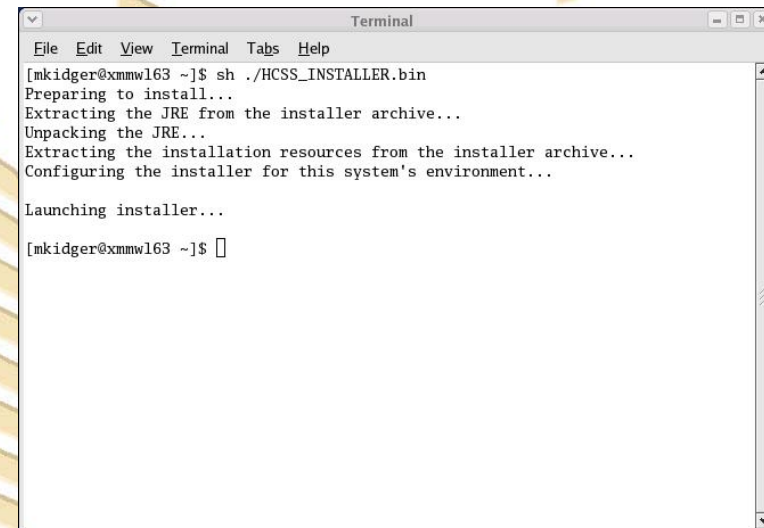 Terminal
File Edit View Terminal Tabs Help
[mkidger@xmmwl63 ~]$ sh ./HCSS_INSTALLER.bin
Preparing to install...
Extracting the JRE from the installer archive...
Unpacking the JRE...
Extracting the installation resources from the installer archive...
Configuring the installer for this system's environment...
Launching installer...
[mkidger@xmmwl63 ~]$